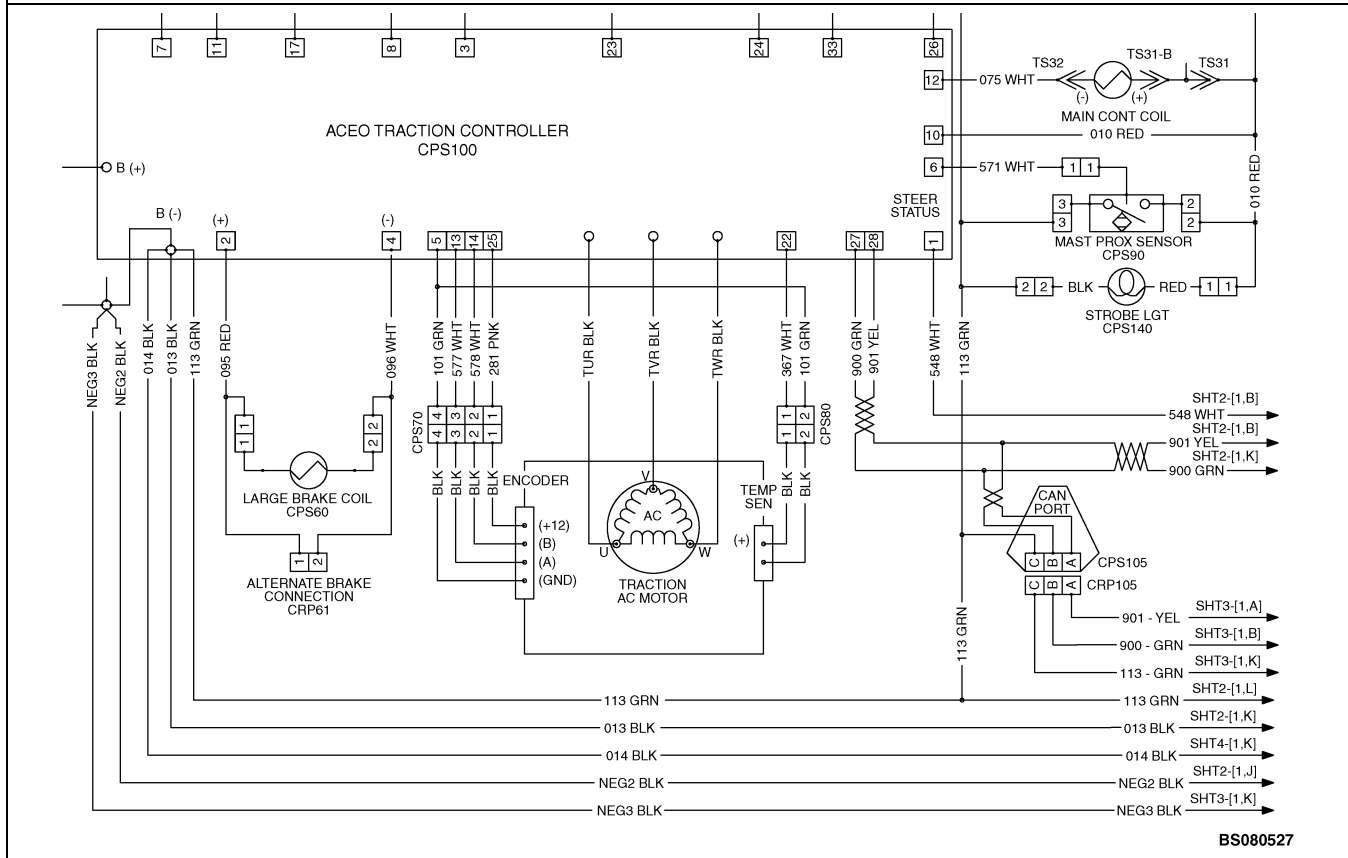 7 11 17 8 3 23 24 33 26
TS32 TS31-B TS31
12 075 WHT
(-) (+)
MAIN CONT COIL
ACEO TRACTION CONTROLLER
CPS100
10 010 RED
B (+)
6 571 WHT 1 1
010 RED
STEER
STATUS
3 2
3 2
MAST PROX SENSOR
CPS90
B (-)
(+) (-)
2 4 5 13 14 25 22 27 28 1
2 2 BLK RED 1 1
STROBE LGT
CPS140
NEG3 BLK
NEG2 BLK
014 BLK
013 BLK
113 GRN
095 RED
096 WHT
101 GRN
577 WHT
578 WHT
281 PNK
TUR BLK
TVR BLK
TWR BLK
367 WHT
101 GRN
900 GRN
901 YEL
548 WHT
113 GRN
SHT2-[1,B]
548 WHT
SHT2-[1,B]
901 YEL
SHT2-[1,K]
900 GRN
1 2
1 2
LARGE BRAKE COIL
CPS60
CPS70
4 3 2 1
4 3 2 1
BLK BLK BLK BLK
CPS80
1 2
1 2
BLK BLK
ENCODER
(+12)
(B)
(A)
(GND)
V
AC
U W
TRACTION
AC MOTOR
TEMP
SEN
(+)
1 2
ALTERNATE BRAKE
CONNECTION
CRP61
CAN
PORT
C B A CPS105
C B A CRP105
113 GRN
SHT3-[1,A]
901 - YEL
SHT3-[1,B]
900 - GRN
SHT3-[1,K]
113 - GRN
SHT2-[1,L]
113 GRN 113 GRN
SHT2-[1,K]
013 BLK 013 BLK
SHT4-[1,K]
014 BLK 014 BLK
SHT2-[1,J]
NEG2 BLK NEG2 BLK
SHT3-[1,K]
NEG3 BLK NEG3 BLK
BS080527